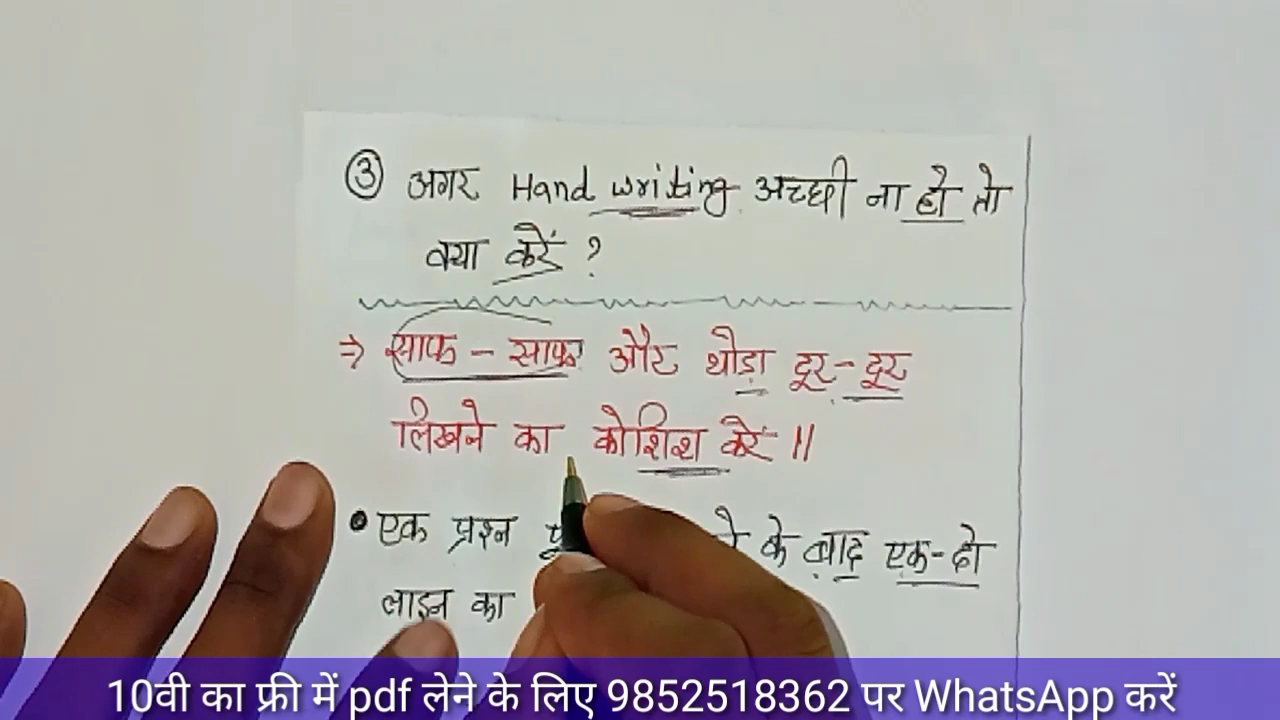 ③ अगर Hand writing अच्छी ना हो तो
क्या करें ?
⇒ साफ - साफ और थोड़ा दूर - दूर
लिखने का कोशिश करें ॥
• एक प्रश्न के बाद एक - दो
लाइन का
10वी का फ्री में pdf लेने के लिए 9852518362 पर WhatsApp करें